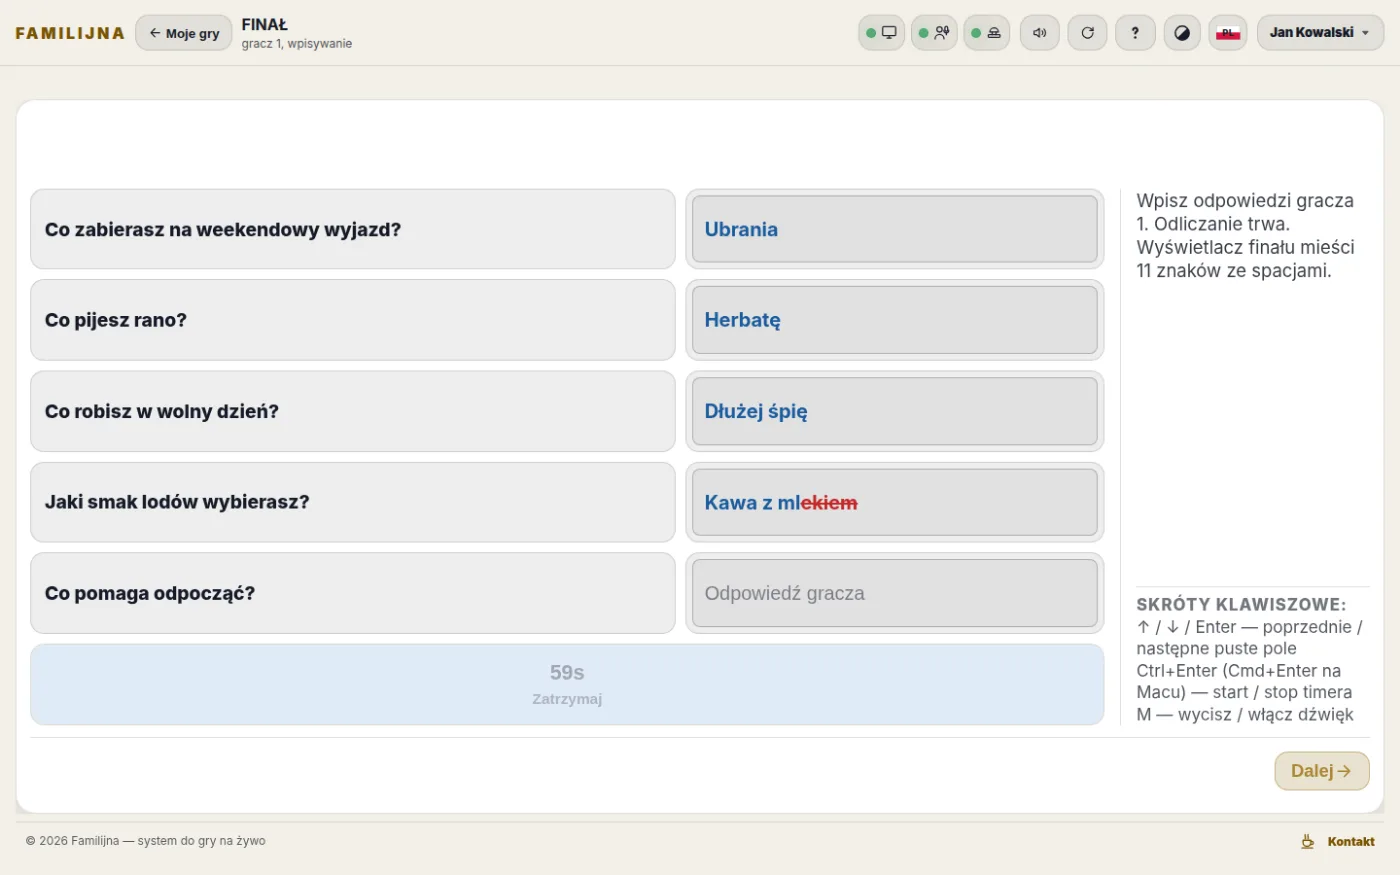 FAMILIJNA
← Moje gry
FINAŁ
gracz 1, wpisywanie
?
PL
Jan Kowalski
Co zabierasz na weekendowy wyjazd?
Ubrania
Co pijesz rano?
Herbatę
Co robisz w wolny dzień?
Dłużej śpię
Jaki smak lodów wybierasz?
Kawa z mlekiem
Co pomaga odpocząć?
Odpowiedź gracza
59s
Zatrzymaj
Wpisz odpowiedzi gracza
1. Odliczanie trwa.
Wyświetlacz finału mieści
11 znaków ze spacjami.
SKRÓTY KLAWISZOWE:
↑ / ↓ / Enter — poprzednie /
następne puste pole
Ctrl+Enter (Cmd+Enter na
Macu) — start / stop timera
M — wycisz / włącz dźwięk
Dalej →
© 2026 Familijna — system do gry na żywo
Kontakt